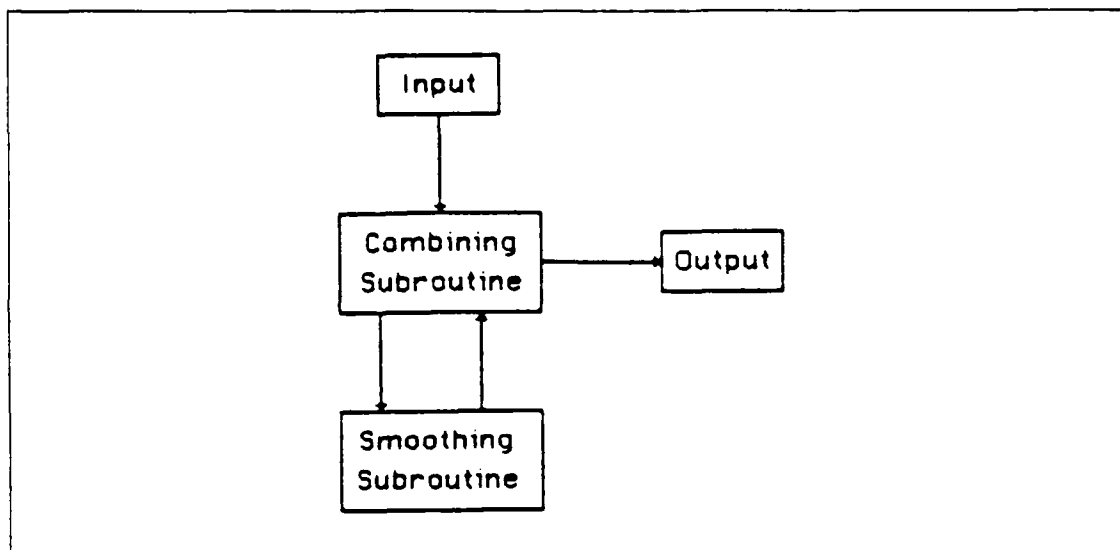 Input
Combining
Subroutine
Output
Smoothing
Subroutine